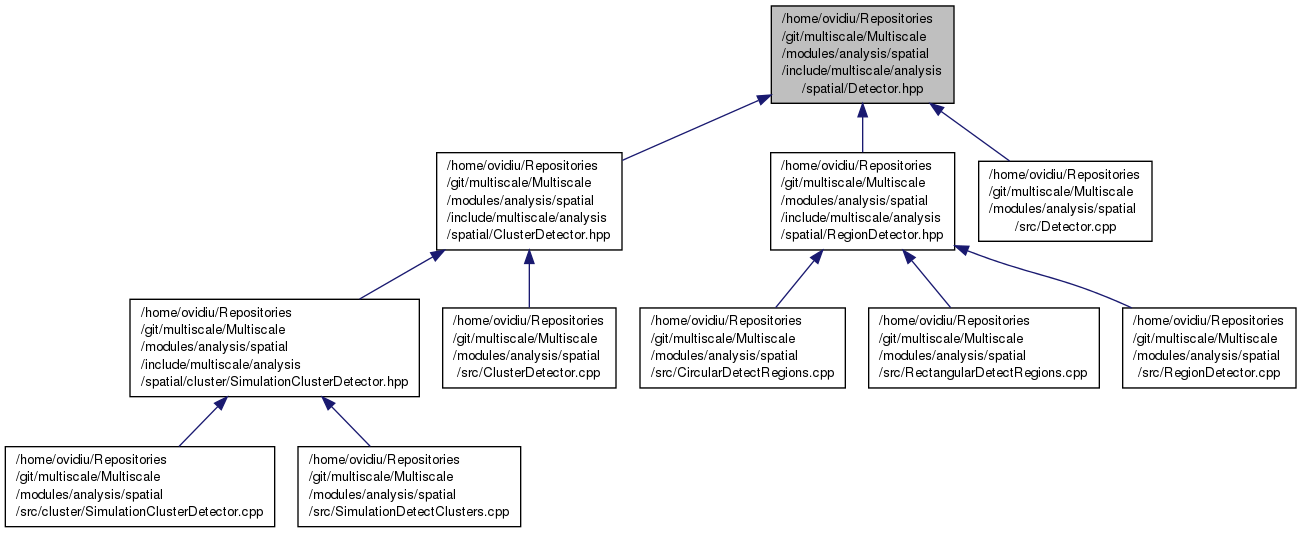 /home/ovidiu/Repositories
/git/multiscale/Multiscale
/modules/analysis/spatial
/include/multiscale/analysis
/spatial/Detector.hpp
/home/ovidiu/Repositories
/git/multiscale/Multiscale
/modules/analysis/spatial
/include/multiscale/analysis
/spatial/ClusterDetector.hpp
/home/ovidiu/Repositories
/git/multiscale/Multiscale
/modules/analysis/spatial
/include/multiscale/analysis
/spatial/RegionDetector.hpp
/home/ovidiu/Repositories
/git/multiscale/Multiscale
/modules/analysis/spatial
/src/Detector.cpp
/home/ovidiu/Repositories
/git/multiscale/Multiscale
/modules/analysis/spatial
/include/multiscale/analysis
/spatial/cluster/SimulationClusterDetector.hpp
/home/ovidiu/Repositories
/git/multiscale/Multiscale
/modules/analysis/spatial
/src/ClusterDetector.cpp
/home/ovidiu/Repositories
/git/multiscale/Multiscale
/modules/analysis/spatial
/src/CircularDetectRegions.cpp
/home/ovidiu/Repositories
/git/multiscale/Multiscale
/modules/analysis/spatial
/src/RectangularDetectRegions.cpp
/home/ovidiu/Repositories
/git/multiscale/Multiscale
/modules/analysis/spatial
/src/RegionDetector.cpp
/home/ovidiu/Repositories
/git/multiscale/Multiscale
/modules/analysis/spatial
/src/cluster/SimulationClusterDetector.cpp
/home/ovidiu/Repositories
/git/multiscale/Multiscale
/modules/analysis/spatial
/src/SimulationDetectClusters.cpp